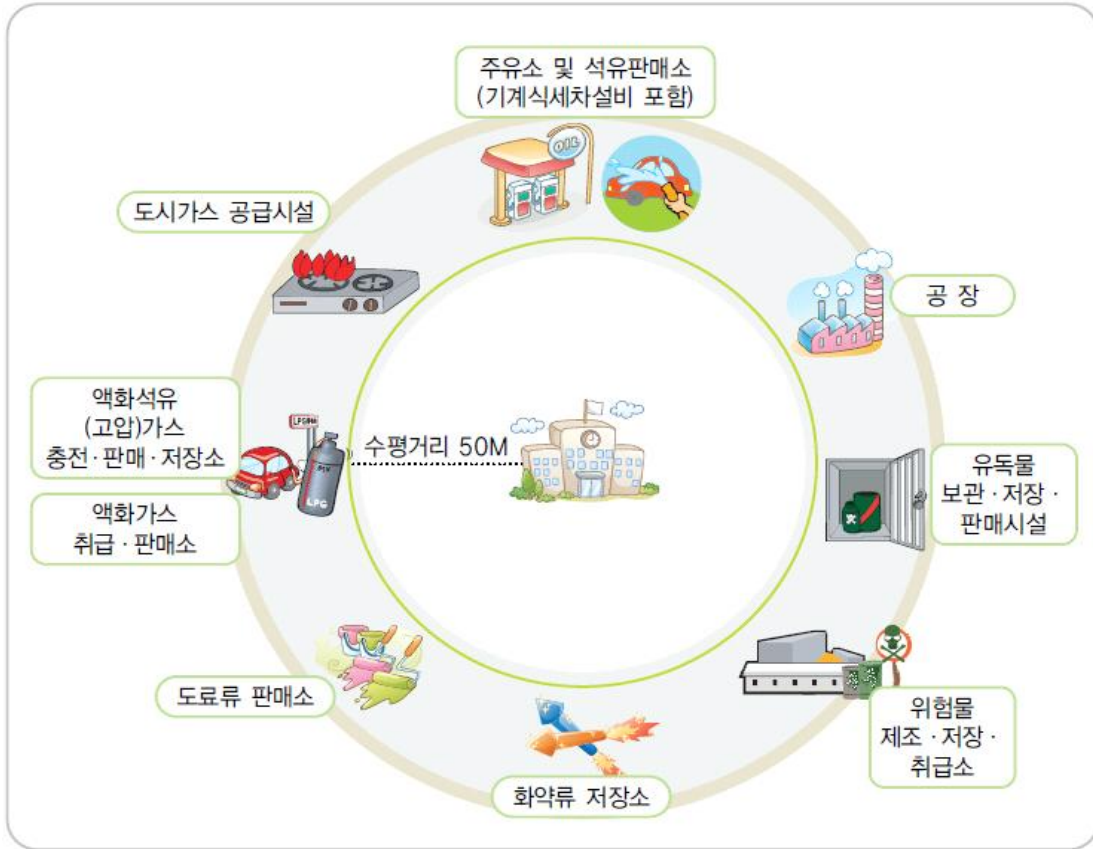 주유소 및 석유판매소
(기계식세차설비 포함)
OIL
도시가스 공급시설
공 장
액화석유
(고압)가스
충전·판매·저장소
액화가스
취급·판매소
LPG
수평거리 50M
유독물
보관·저장·
판매시설
도료류 판매소
위험물
제조·저장·
취급소
화약류 저장소